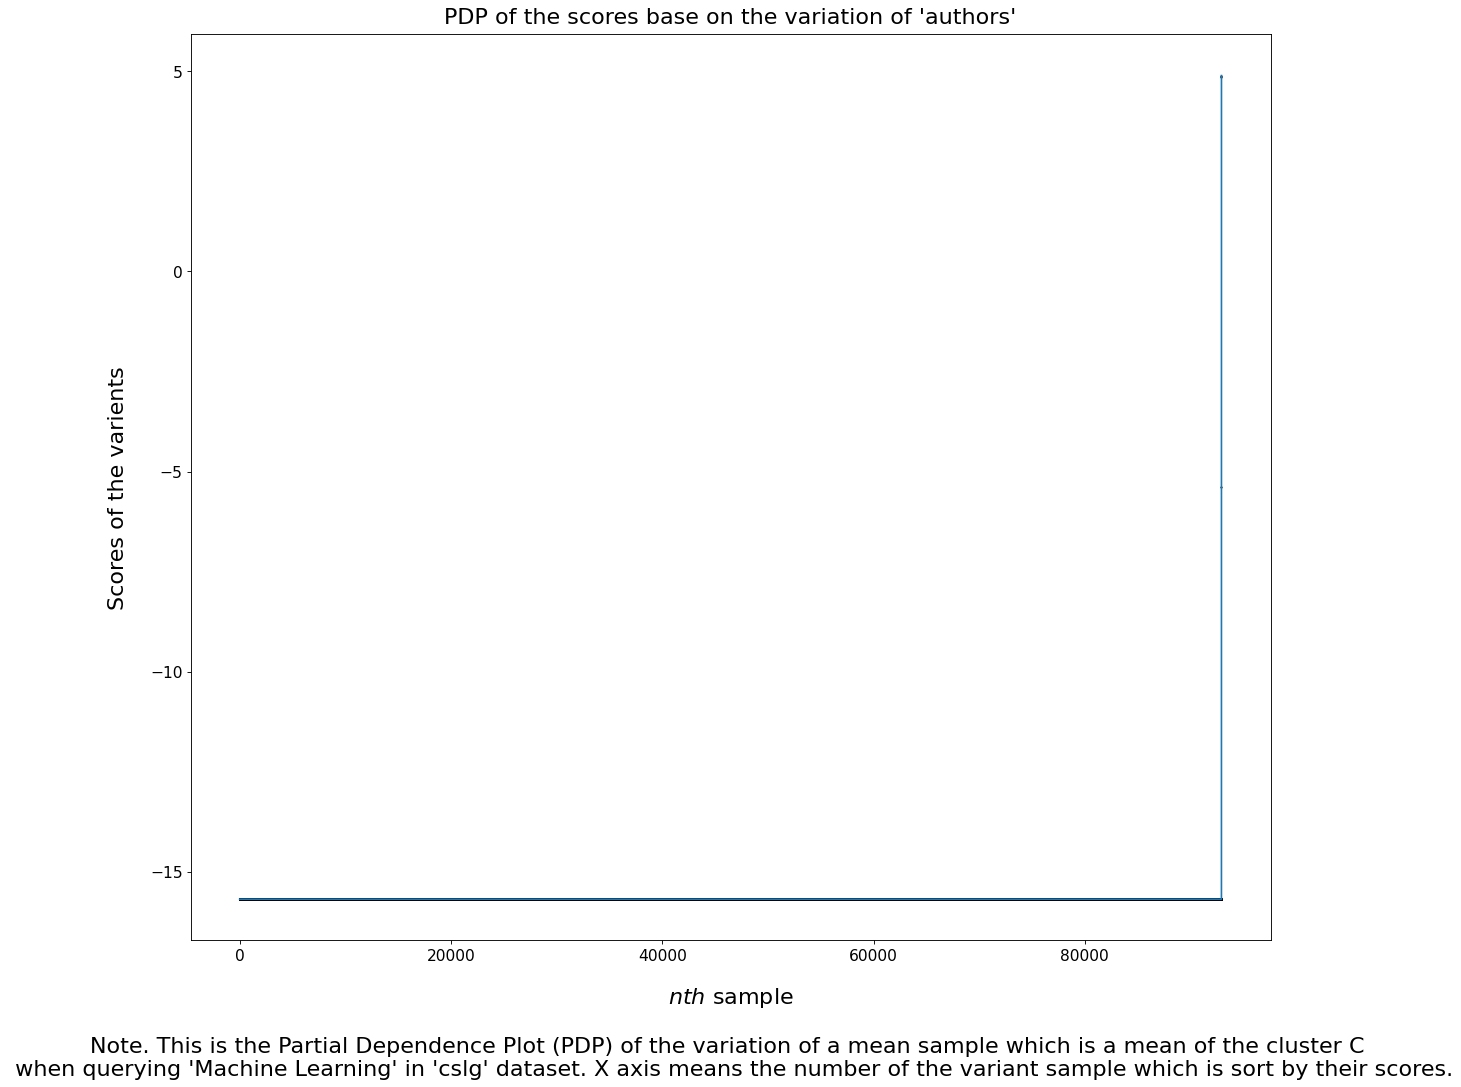 PDP of the scores base on the variation of 'authors'
5
0
−5
−10
−15
Scores of the varients
0 20000 40000 60000 80000
nth sample
Note. This is the Partial Dependence Plot (PDP) of the variation of a mean sample which is a mean of the cluster C
when querying 'Machine Learning' in 'cslg' dataset. X axis means the number of the variant sample which is sort by their scores.